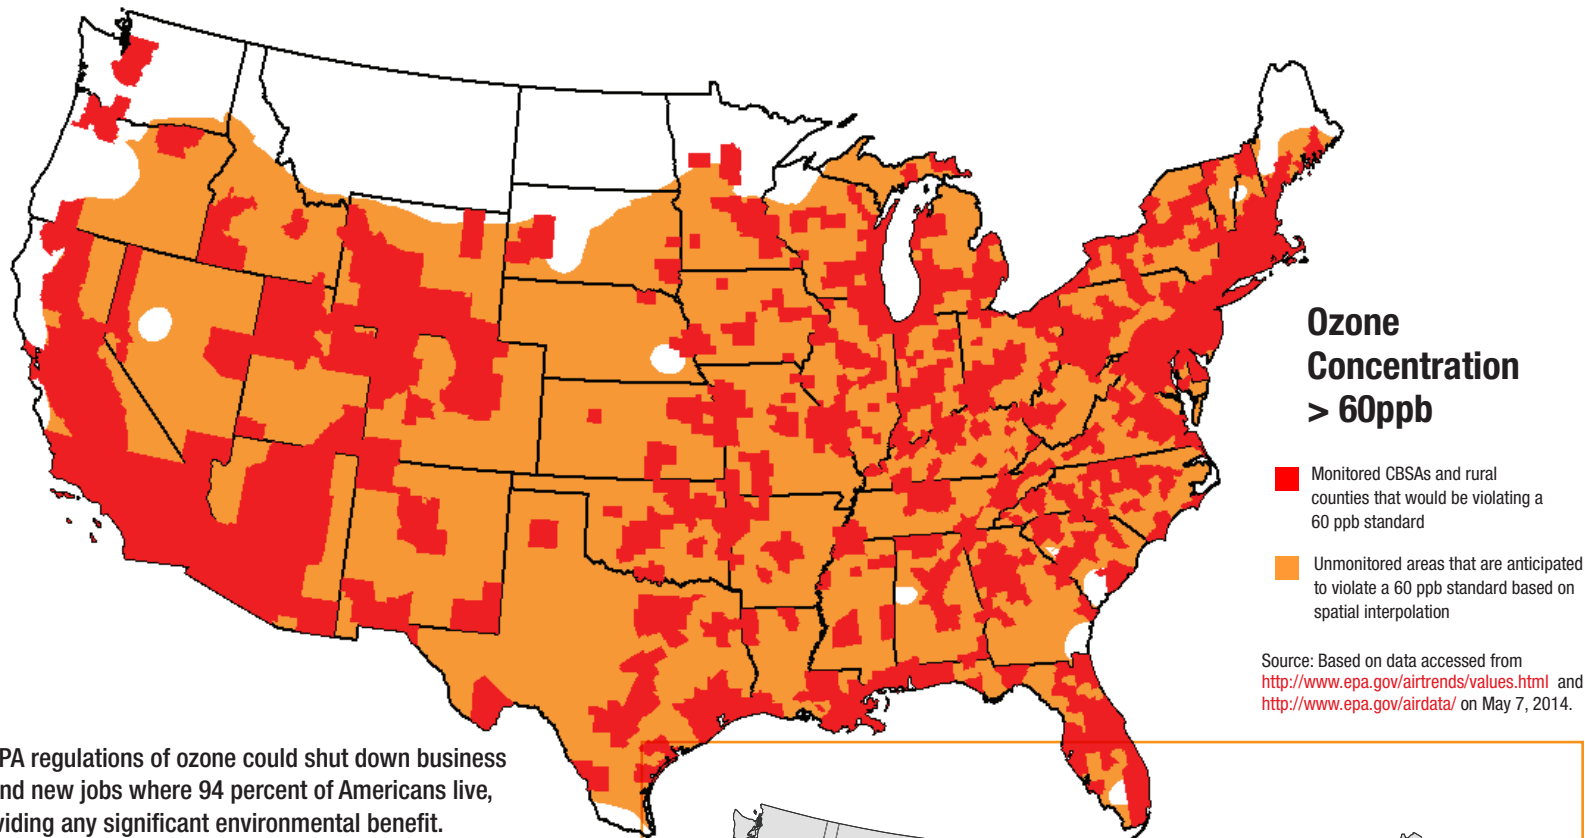 Ozone
Concentration
> 60ppb
Monitored CBSAs and rural
counties that would be violating a
60 ppb standard
Unmonitored areas that are anticipated
to violate a 60 ppb standard based on
spatial interpolation
Source: Based on data accessed from
http://www.epa.gov/airtrends/values.html and
http://www.epa.gov/airdata/ on May 7, 2014.
PA regulations of ozone could shut down business
nd new jobs where 94 percent of Americans live,
viding any significant environmental benefit.